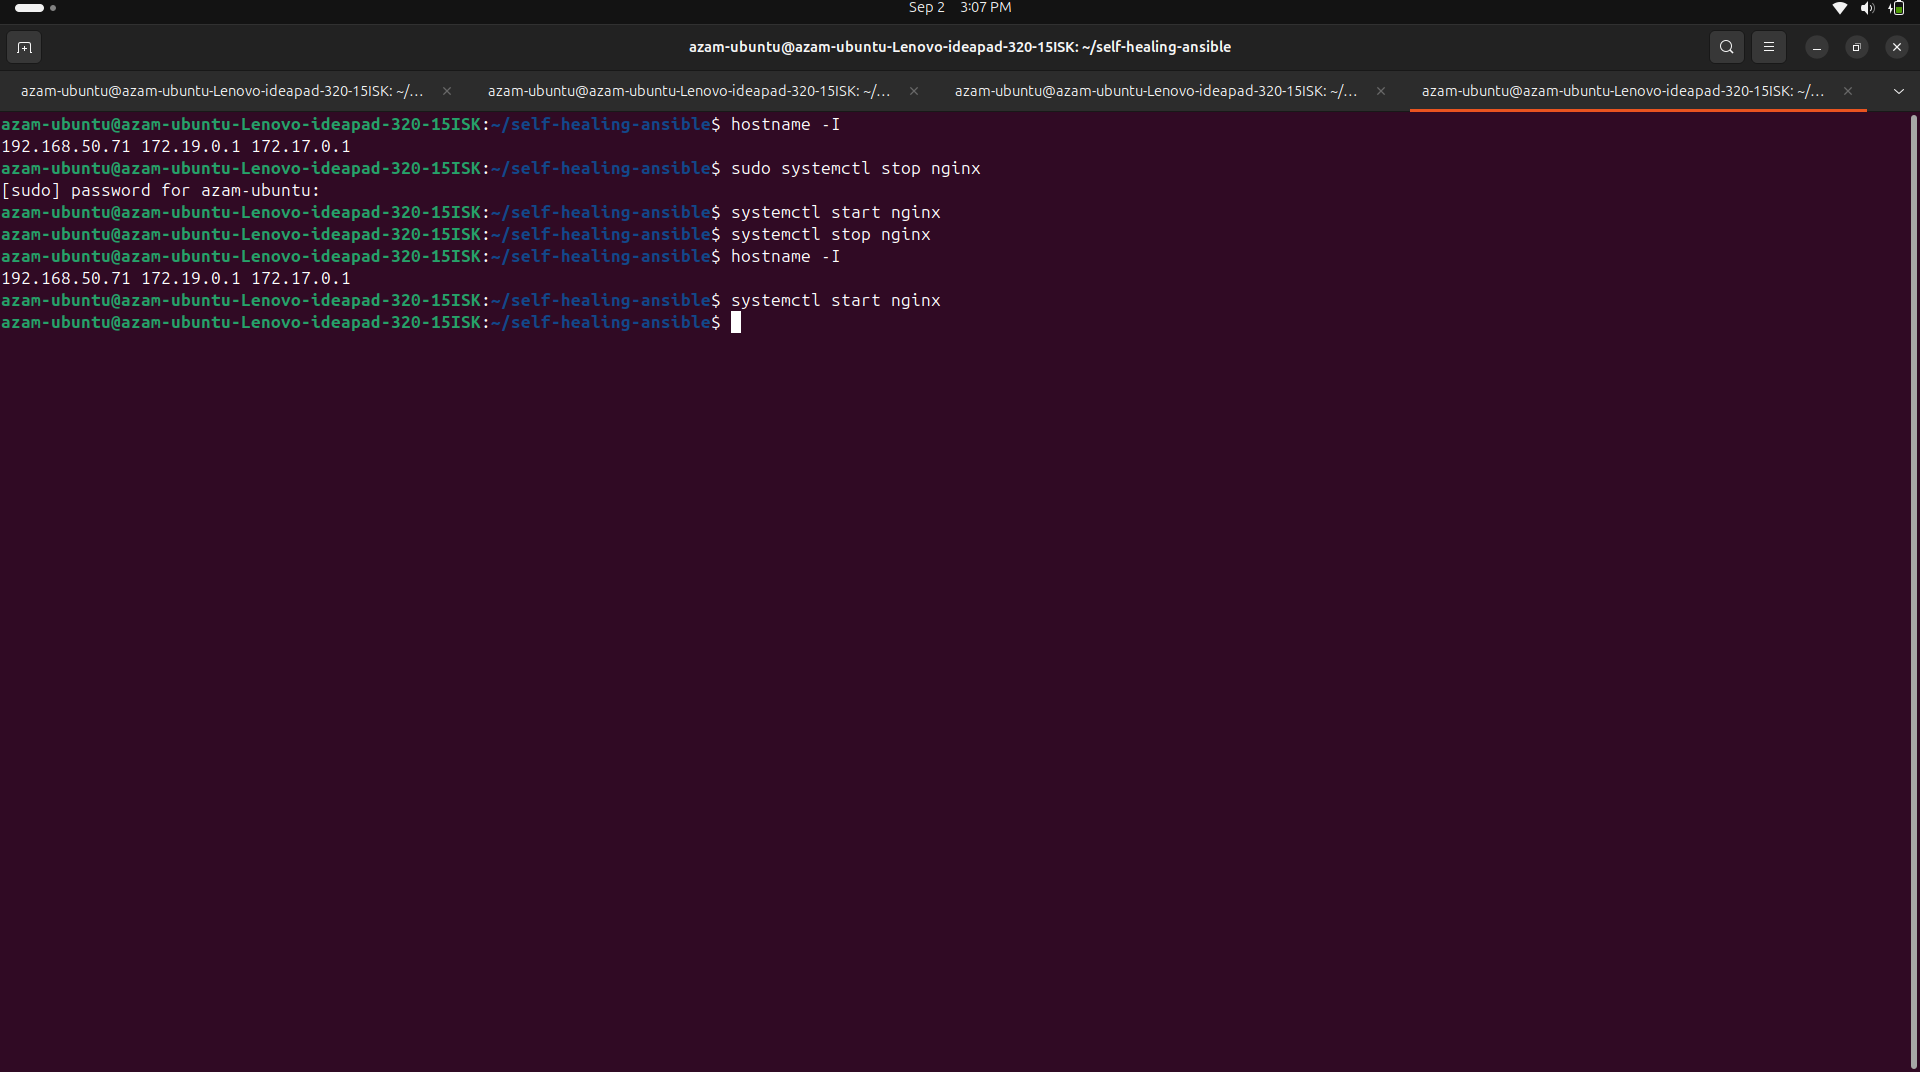 Sep 2 3:07 PM
azam-ubuntu@azam-ubuntu-Lenovo-ideapad-320-15ISK: ~/self-healing-ansible
azam-ubuntu@azam-ubuntu-Lenovo-ideapad-320-15ISK: ~/... azam-ubuntu@azam-ubuntu-Lenovo-ideapad-320-15ISK: ~/... azam-ubuntu@azam-ubuntu-Lenovo-ideapad-320-15ISK: ~/... azam-ubuntu@azam-ubuntu-Lenovo-ideapad-320-15ISK: ~/...
azam-ubuntu@azam-ubuntu-Lenovo-ideapad-320-15ISK:~/self-healing-ansible$ hostname -I
192.168.50.71 172.19.0.1 172.17.0.1
azam-ubuntu@azam-ubuntu-Lenovo-ideapad-320-15ISK:~/self-healing-ansible$ sudo systemctl stop nginx
[sudo] password for azam-ubuntu:
azam-ubuntu@azam-ubuntu-Lenovo-ideapad-320-15ISK:~/self-healing-ansible$ systemctl start nginx
azam-ubuntu@azam-ubuntu-Lenovo-ideapad-320-15ISK:~/self-healing-ansible$ systemctl stop nginx
azam-ubuntu@azam-ubuntu-Lenovo-ideapad-320-15ISK:~/self-healing-ansible$ hostname -I
192.168.50.71 172.19.0.1 172.17.0.1
azam-ubuntu@azam-ubuntu-Lenovo-ideapad-320-15ISK:~/self-healing-ansible$ systemctl start nginx
azam-ubuntu@azam-ubuntu-Lenovo-ideapad-320-15ISK:~/self-healing-ansible$